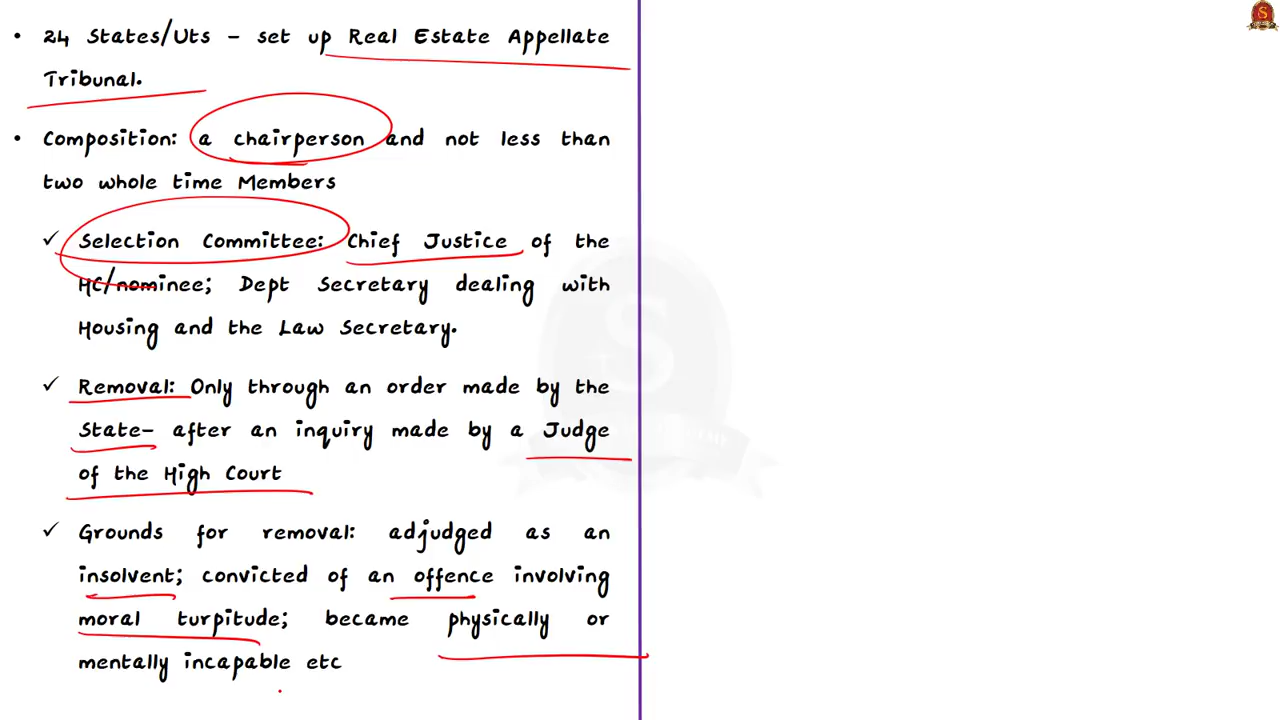 • 24 States/Uts - set up Real Estate Appellate
Tribunal.
• Composition: a chairperson and not less than
two whole time Members
✓ Selection Committee: Chief Justice of the
HC/nominee; Dept Secretary dealing with
Housing and the Law Secretary.
✓ Removal: Only through an order made by the
State- after an inquiry made by a Judge
of the High Court
✓ Grounds for removal: adjudged as an
insolvent; convicted of an offence involving
moral turpitude; became physically or
mentally incapable etc